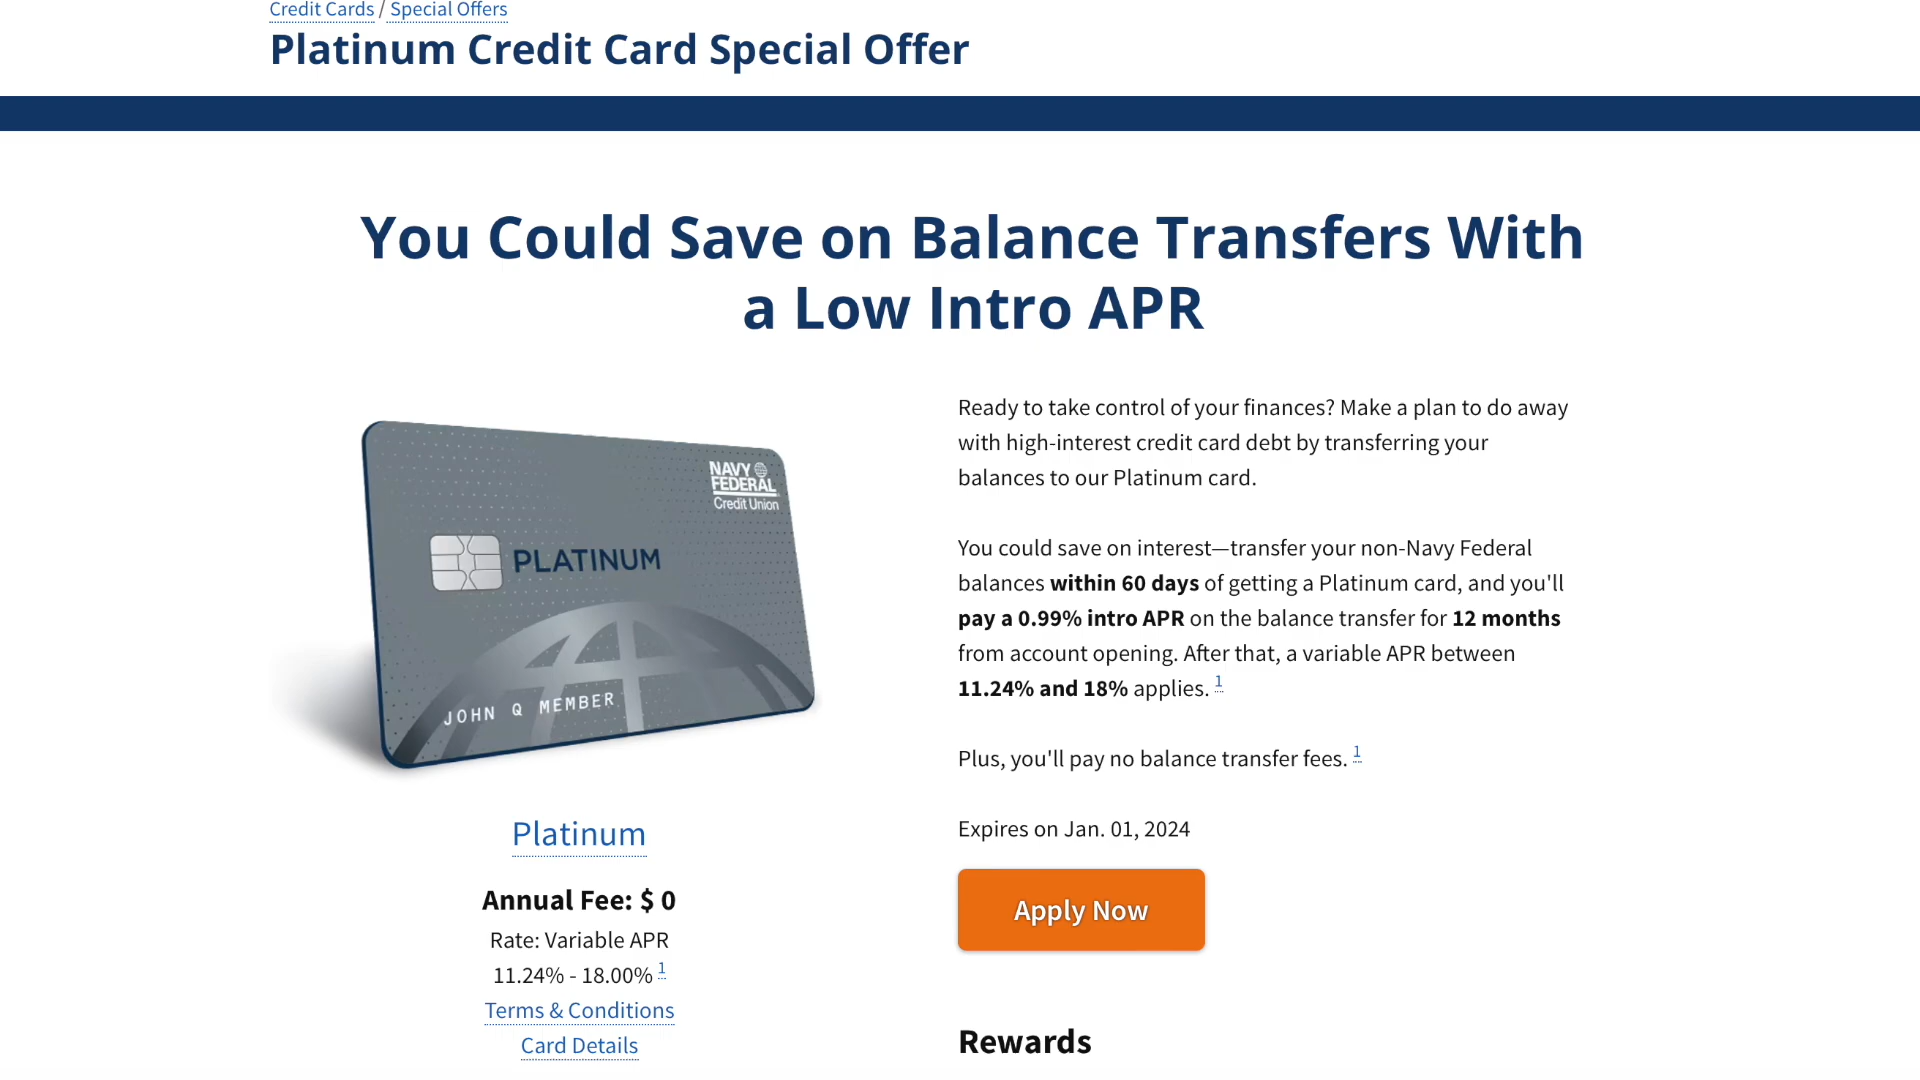 Credit Cards / Special Offers
Platinum Credit Card Special Offer
You Could Save on Balance Transfers With
a Low Intro APR
NAVY
FEDERAL
Credit Union
PLATINUM
JOHN Q MEMBER
Platinum
Annual Fee: $ 0
Rate: Variable APR
11.24% - 18.00% 1
Terms & Conditions
Card Details
Ready to take control of your finances? Make a plan to do away
with high-interest credit card debt by transferring your
balances to our Platinum card.
You could save on interest—transfer your non-Navy Federal
balances within 60 days of getting a Platinum card, and you'll
pay a 0.99% intro APR on the balance transfer for 12 months
from account opening. After that, a variable APR between
11.24% and 18% applies. 1
Plus, you'll pay no balance transfer fees. 1
Expires on Jan. 01, 2024
Apply Now
Rewards